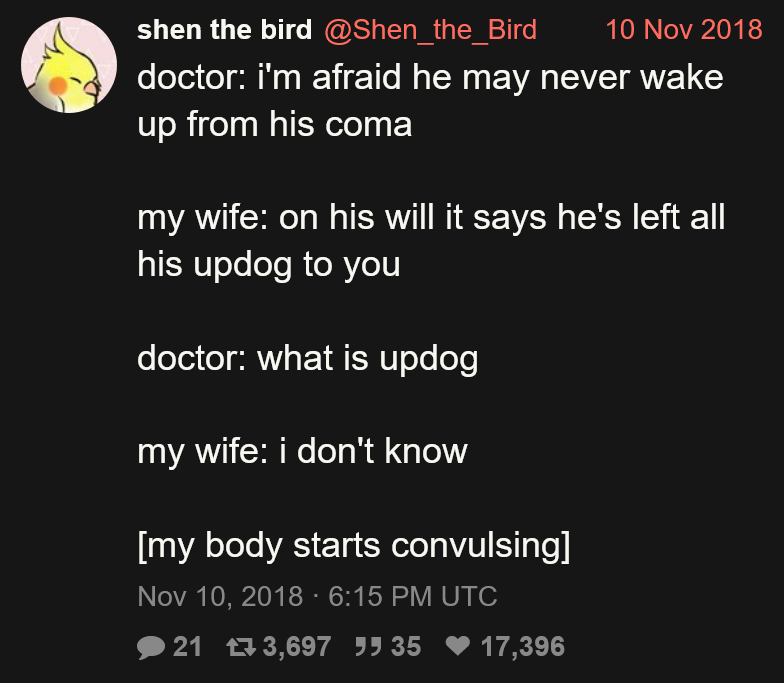 shen the bird @Shen_the_Bird 10 Nov 2018
doctor: i'm afraid he may never wake
up from his coma
my wife: on his will it says he's left all
his updog to you
doctor: what is updog
my wife: i don't know
[my body starts convulsing]
Nov 10, 2018 · 6:15 PM UTC
21 3,697 35 17,396